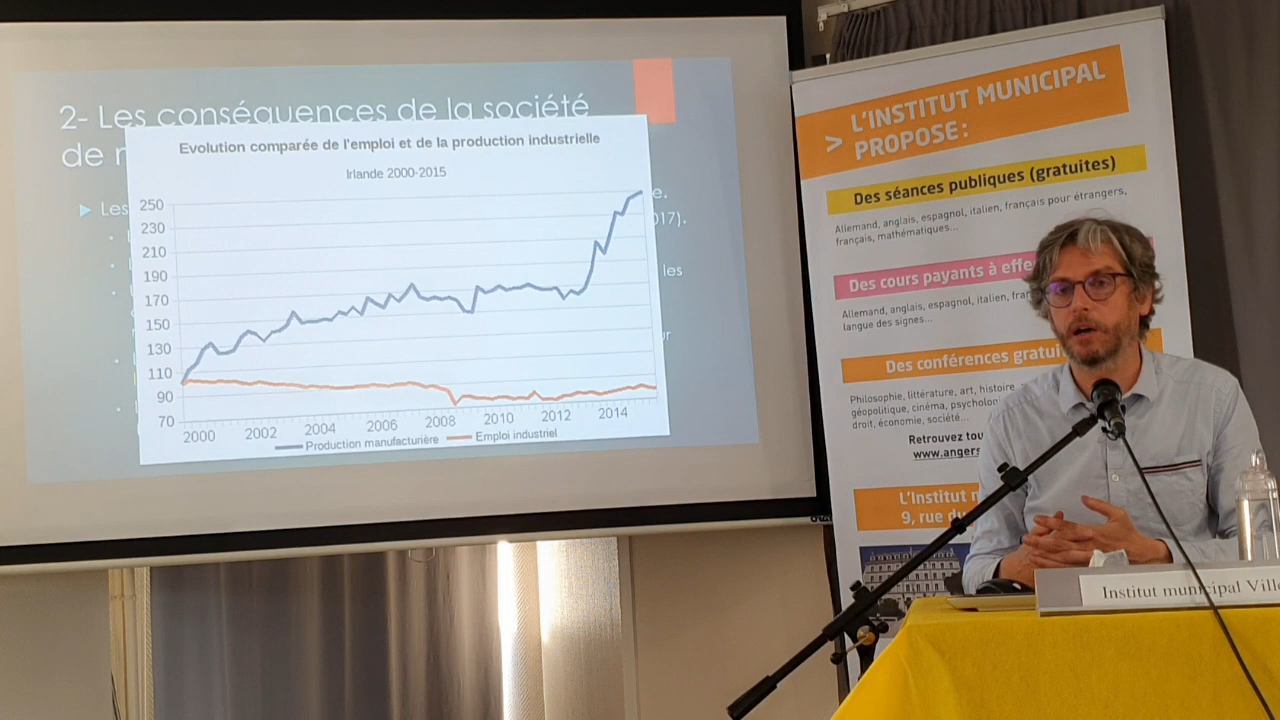 2- Les conséquences de la société
de
Evolution comparée de l'emploi et de la production industrielle
Irlande 2000-2015
Les
e.
017).
les
250
230
210
190
170
150
130
110
90
70
2000 2002 2004 2006 2008 2010 2012 2014
Production manufacturière Emploi industriel
> L'INSTITUT MUNICIPAL
PROPOSE :
Des séances publiques (gratuites)
Allemand, anglais, espagnol, italien, français pour étrangers,
français, mathématiques...
Des cours payants à effe
Allemand, anglais, espagnol, italien, fran
langue des signes...
Des conférences gratui
Philosophie, littérature, art, histoire
géopolitique, cinéma, psycholo
droit, économie, société...
Retrouvez tou
www.angers
L'Institut
9, rue du
Institut municipal Ville